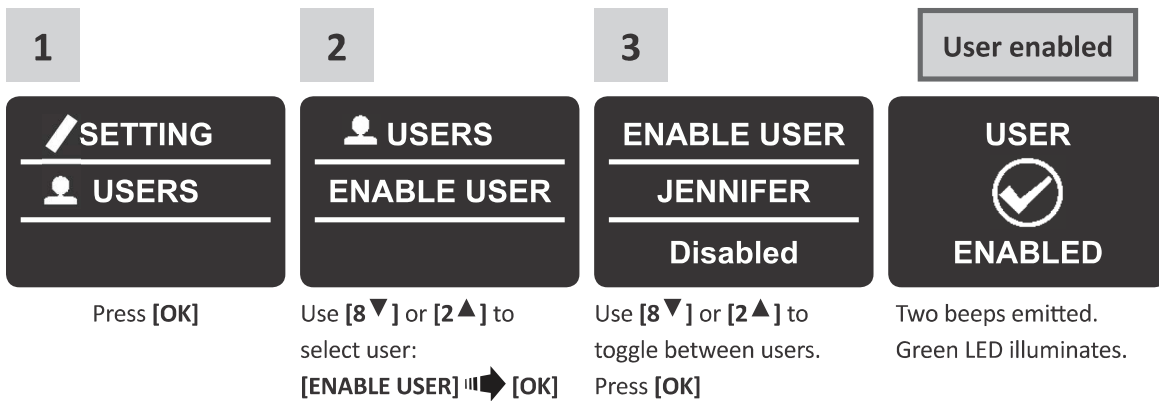 1
SETTING
USERS
Press [OK]
2
USERS
ENABLE USER
Use [8▼] or [2▲] to
select user:
[ENABLE USER] ➡ [OK]
3
ENABLE USER
JENNIFER
Disabled
Use [8▼] or [2▲] to
toggle between users.
Press [OK]
User enabled
USER
ENABLED
Two beeps emitted.
Green LED illuminates.